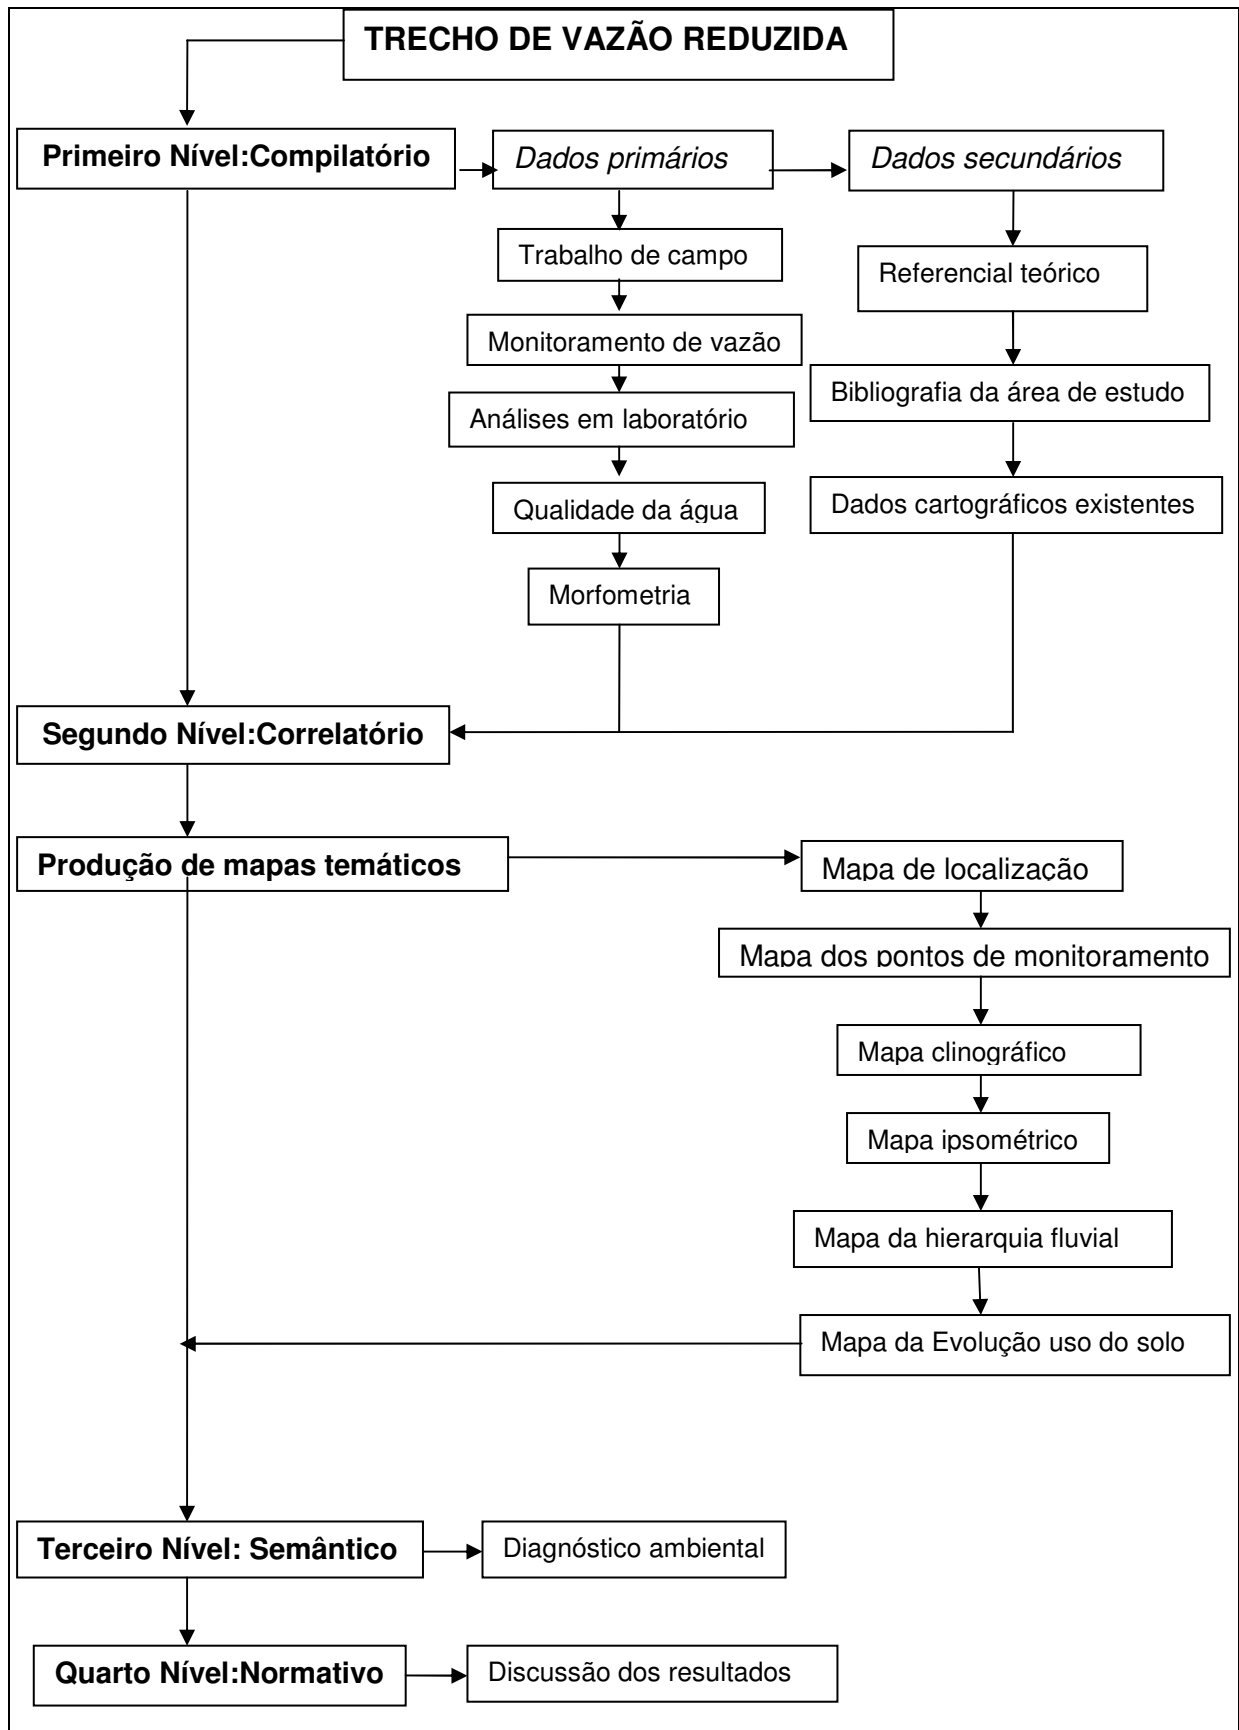 TRECHO DE VAZÃO REDUZIDA
Primeiro Nível:Compilatório
Dados primários
Dados secundários
Trabalho de campo
Referencial teórico
Monitoramento de vazão
Bibliografia da área de estudo
Análises em laboratório
Dados cartográficos existentes
Qualidade da água
Morfometria
Segundo Nível:Correlatório
Produção de mapas temáticos
Mapa de localização
Mapa dos pontos de monitoramento
Mapa clinográfico
Mapa ipsométrico
Mapa da hierarquia fluvial
Mapa da Evolução uso do solo
Terceiro Nível: Semântico
Diagnóstico ambiental
Quarto Nível:Normativo
Discussão dos resultados